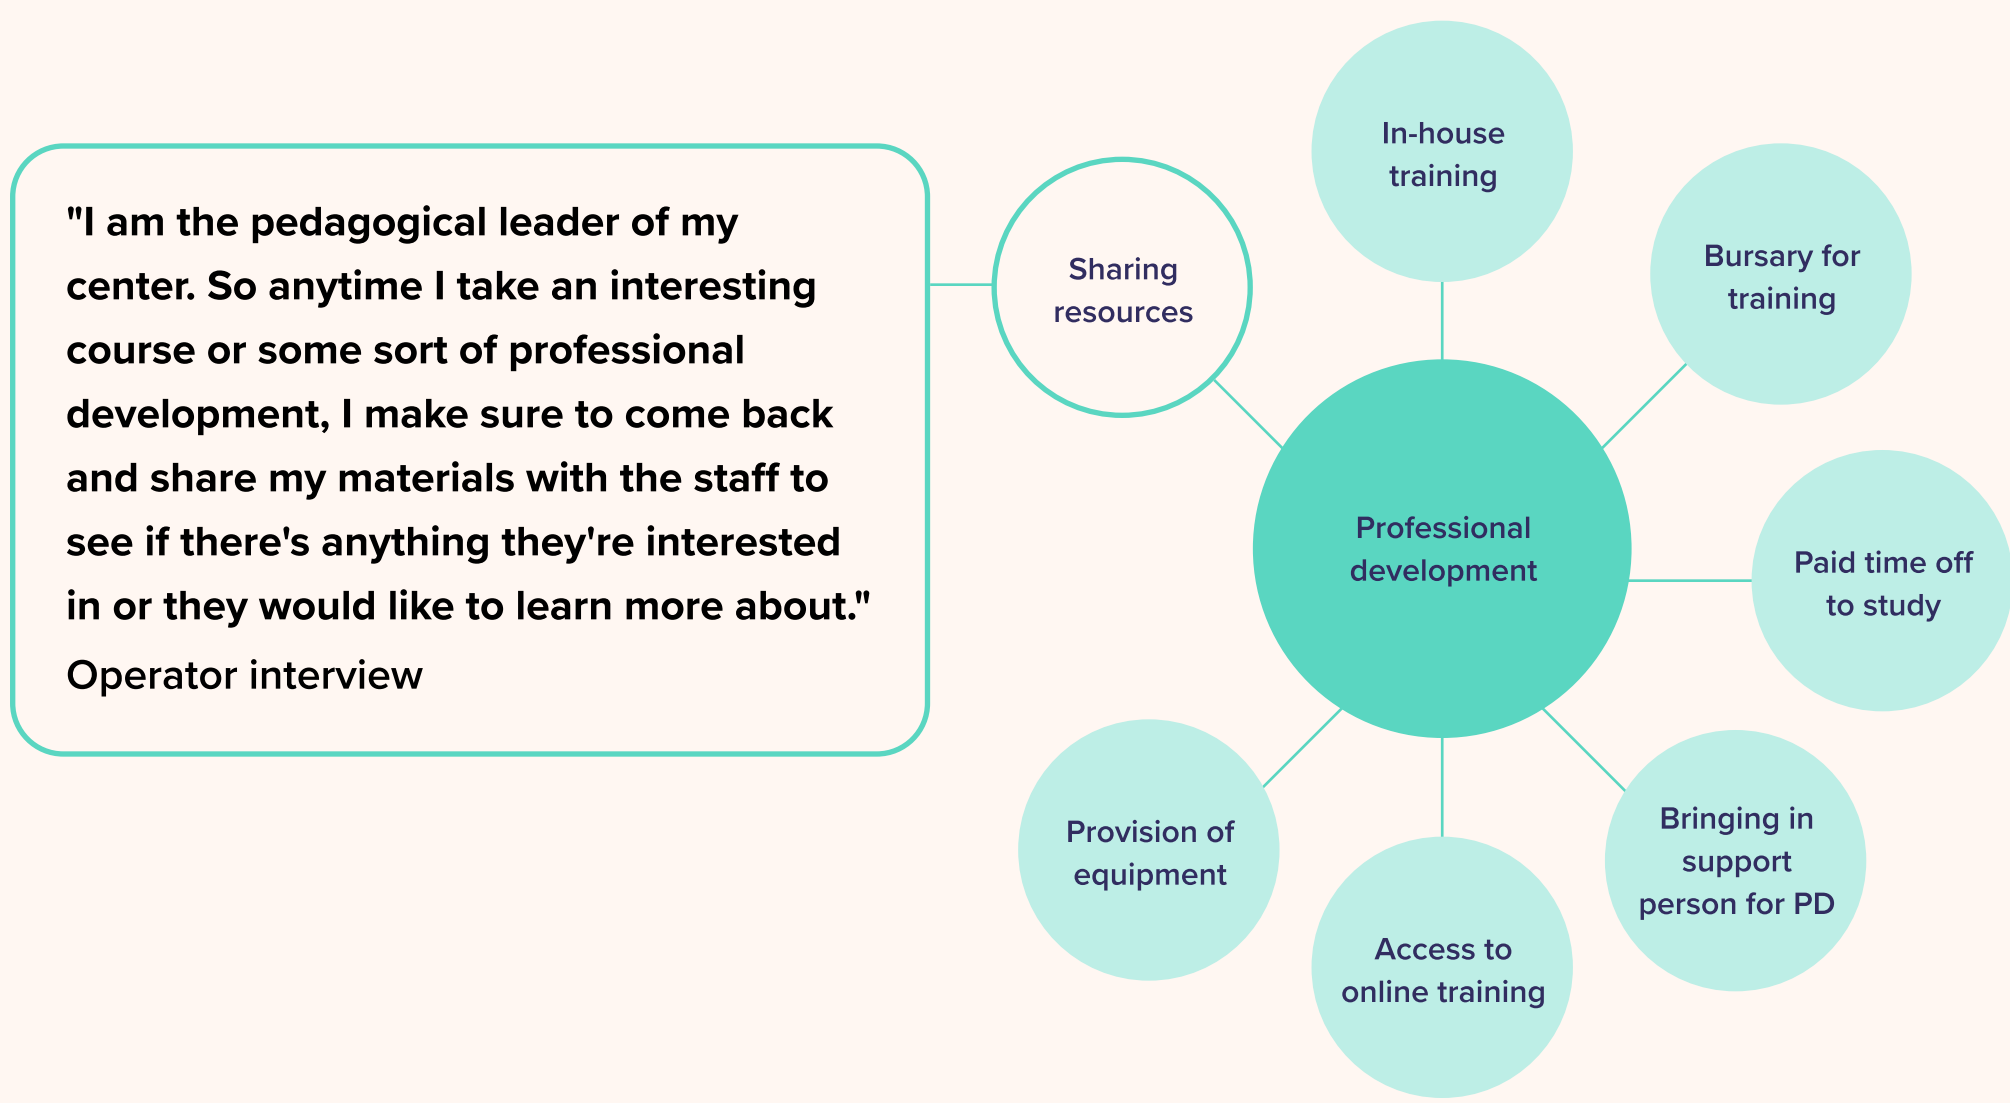 "I am the pedagogical leader of my
center. So anytime I take an interesting
course or some sort of professional
development, I make sure to come back
and share my materials with the staff to
see if there's anything they're interested
in or they would like to learn more about."
Operator interview
Sharing
resources
In-house
training
Bursary for
training
Professional
development
Paid time off
to study
Provision of
equipment
Access to
online training
Bringing in
support
person for PD